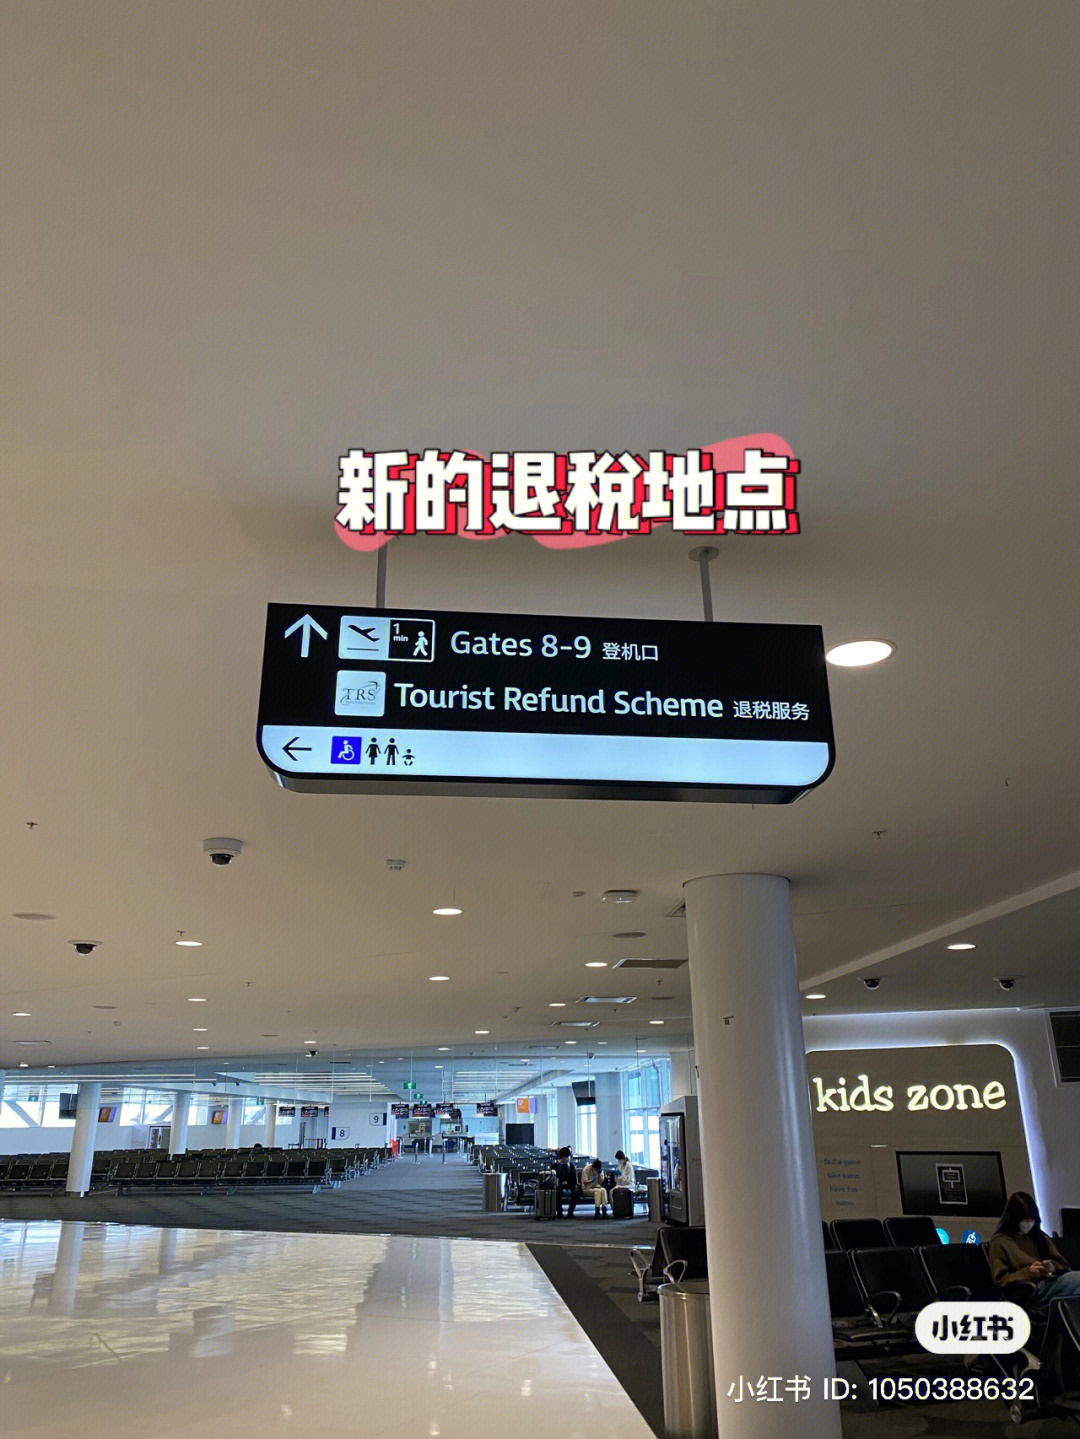 新的退税地点
1 min Gates 8-9 登机口
TRS Tourist Refund Scheme 退税服务
9
8
kids zone
小红书
小红书 ID: 1050388632